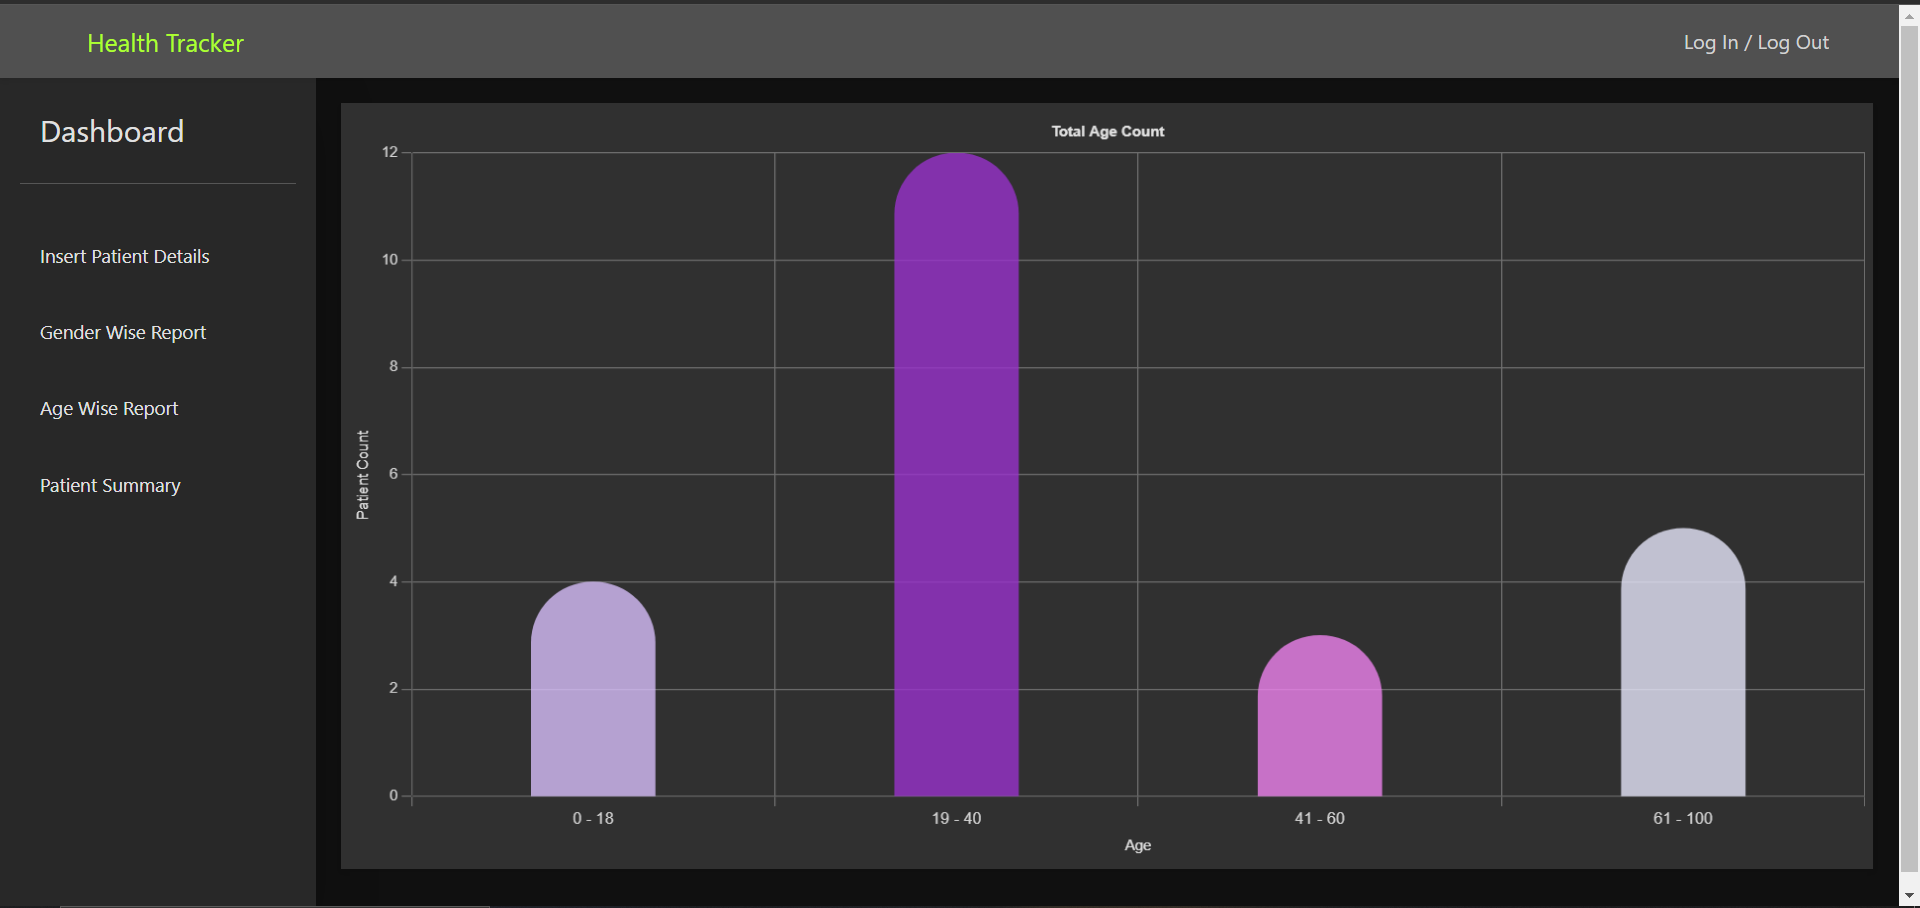 Health Tracker
Log In / Log Out
Dashboard
Insert Patient Details
Gender Wise Report
Age Wise Report
Patient Summary
Total Age Count
12
10
8
6
4
2
0
Patient Count
0 - 18
19 - 40
41 - 60
61 - 100
Age